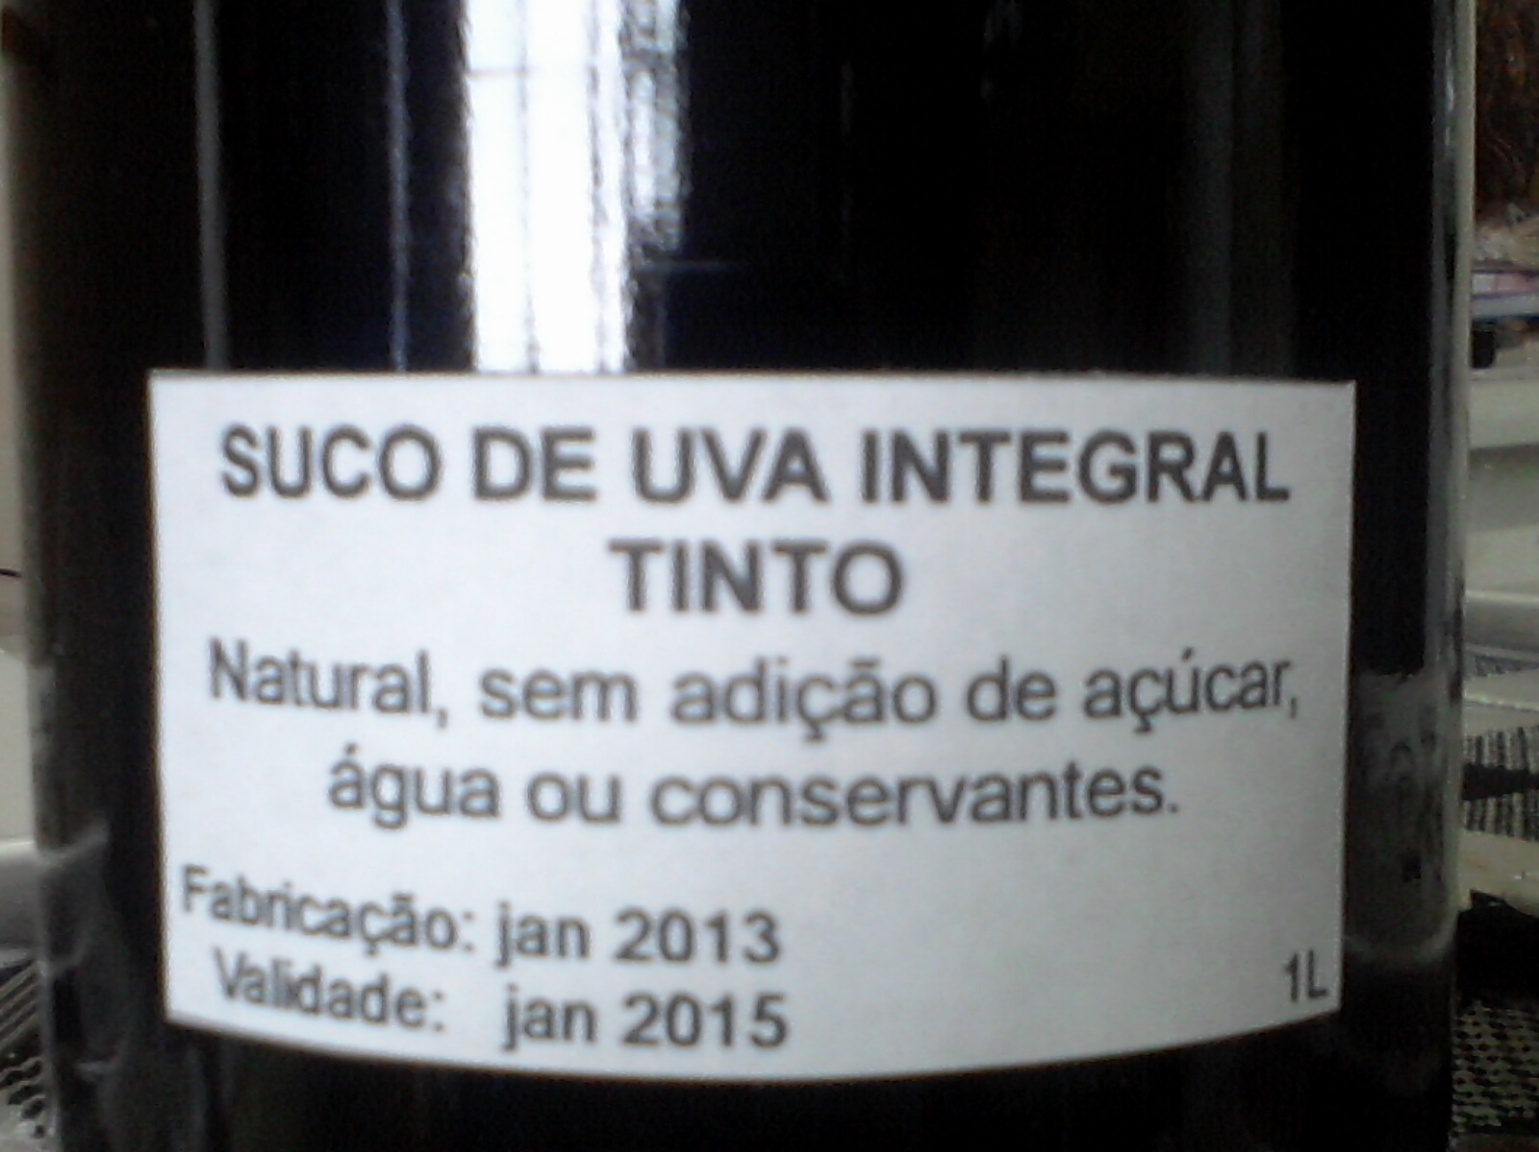 SUCO DE UVA INTEGRAL
TINTO
Natural, sem adição de açúcar,
água ou conservantes.
Fabricação: jan 2013
Validade: jan 2015
1L